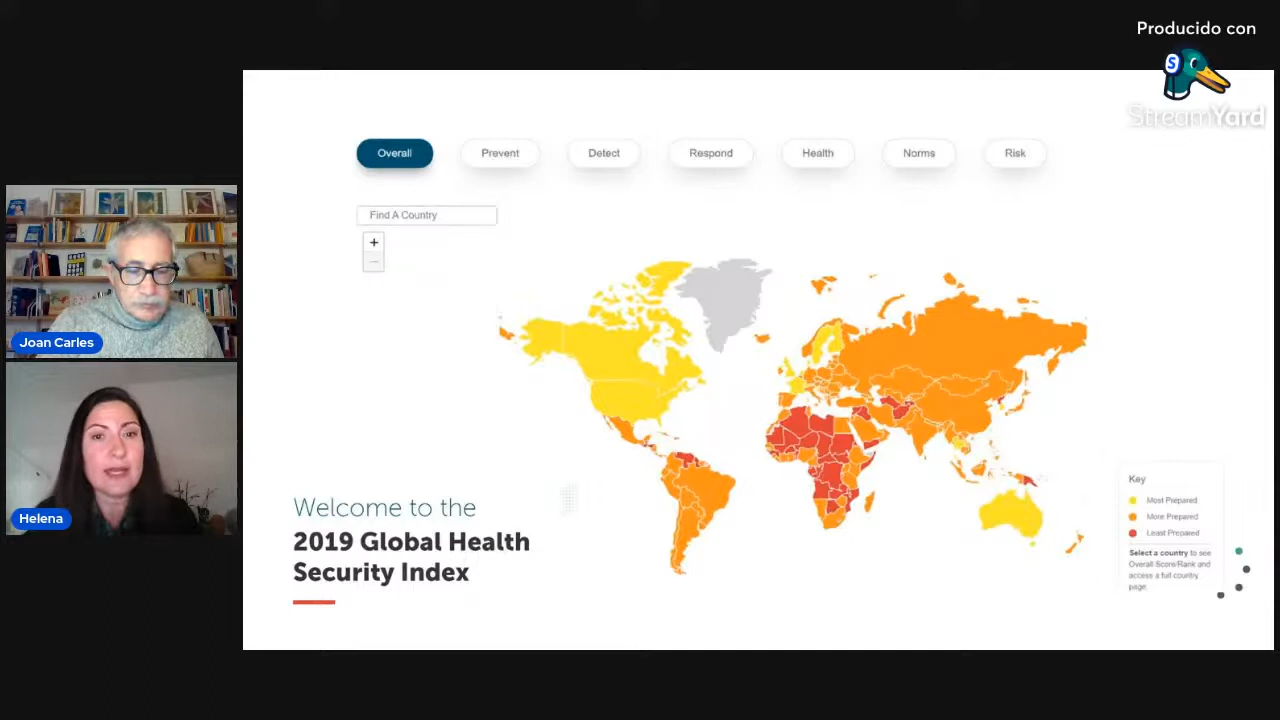 Producido con
StreamYard
Overall
Prevent
Detect
Respond
Health
Norms
Risk
Find A Country
+
−
Joan Carles
Helena
Welcome to the
2019 Global Health
Security Index
Key
Most Prepared
More Prepared
Least Prepared
Select a country to see
Overall Score/Rank and
access a full country
page.